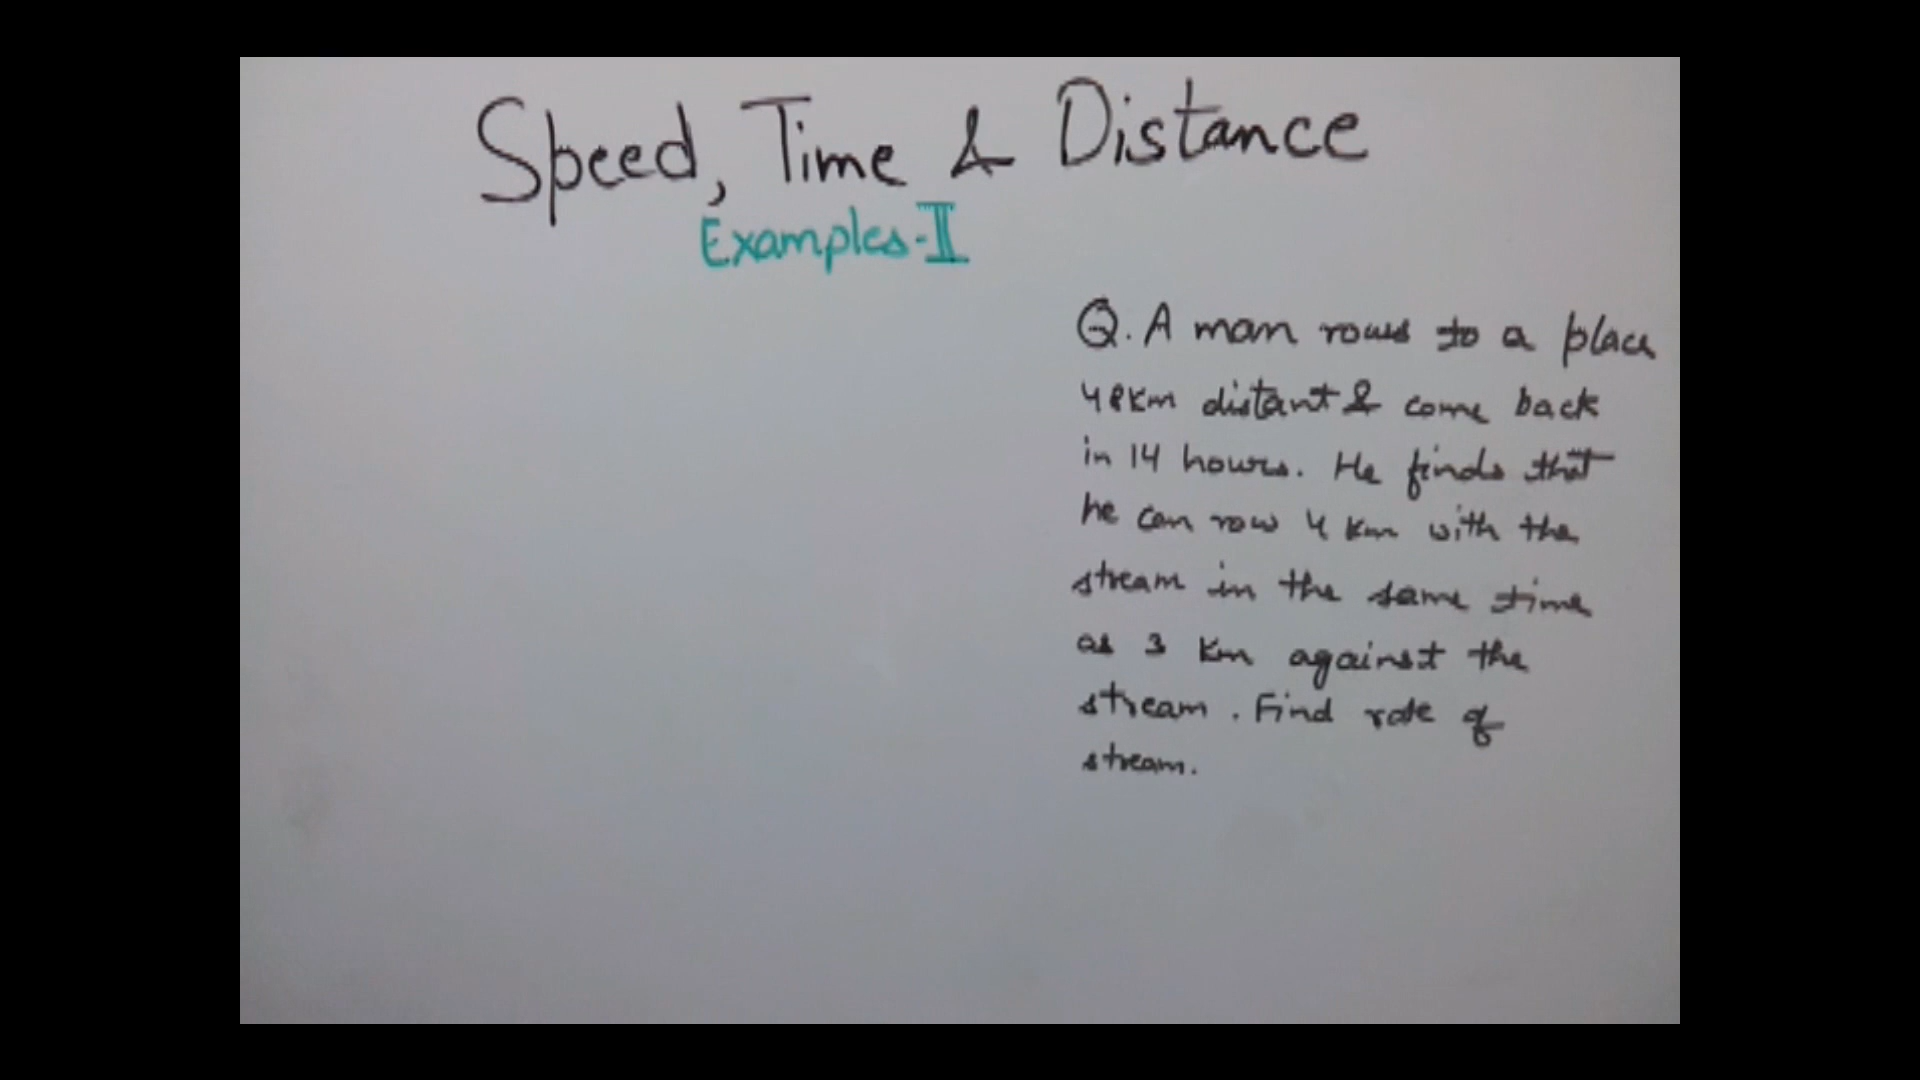 Speed, Time & Distance
Examples-II
Q. A man rows to a place
48km distant & come back
in 14 hours. He finds that
he can row 4 km with the
stream in the same time
as 3 km against the
stream. Find rate of
stream.